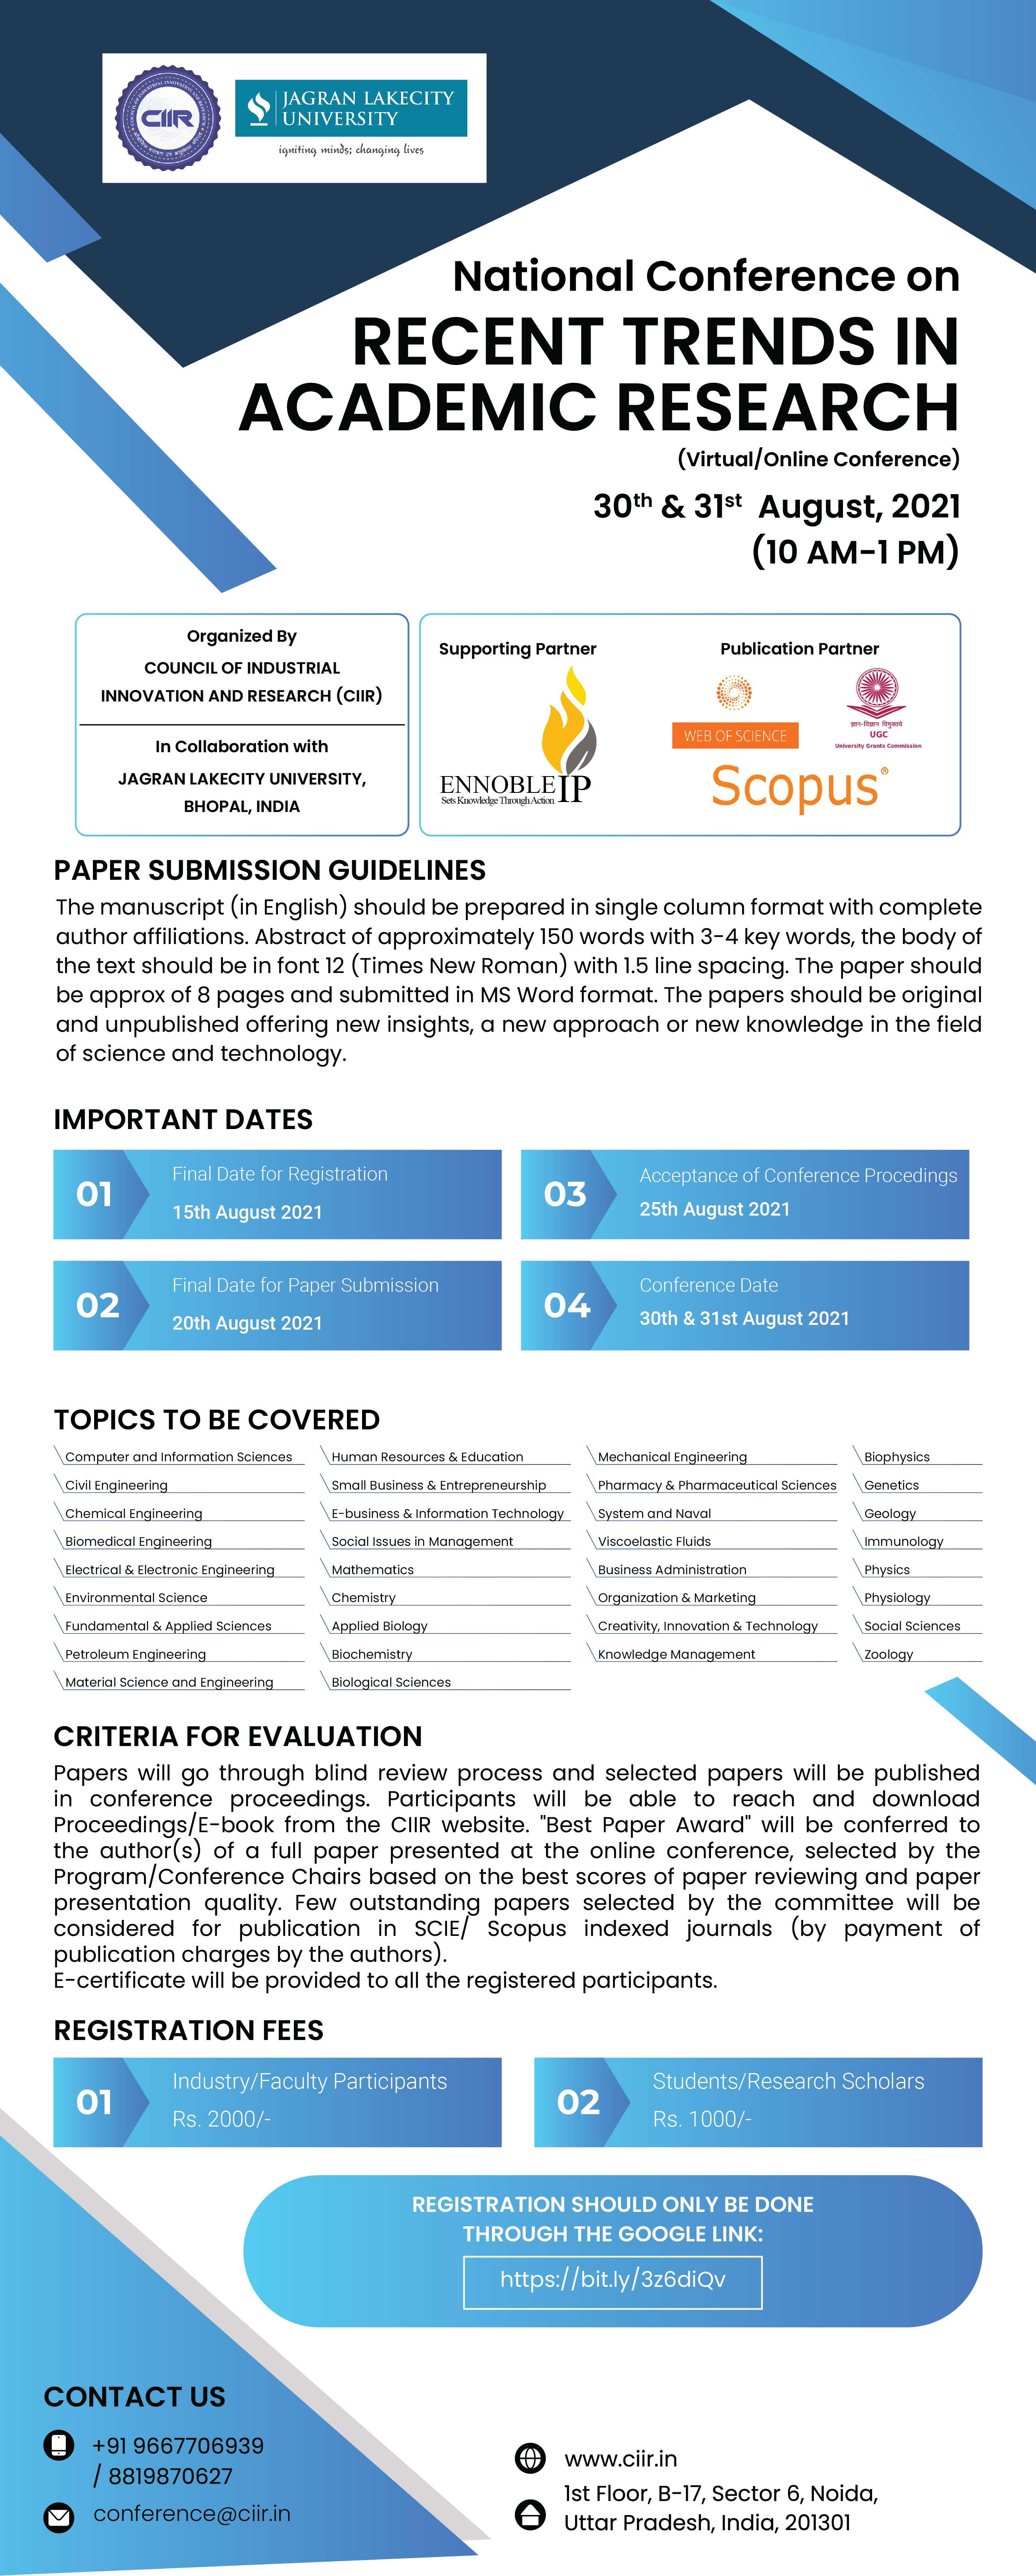 CIIR
JAGRAN LAKECITY
UNIVERSITY
igniting minds; changing lives
National Conference on
RECENT TRENDS IN
ACADEMIC RESEARCH
(Virtual/Online Conference)
30th & 31st August, 2021
(10 AM-1 PM)
Organized By
COUNCIL OF INDUSTRIAL
INNOVATION AND RESEARCH (CIIR)
In Collaboration with
JAGRAN LAKECITY UNIVERSITY,
BHOPAL, INDIA
Supporting Partner
ENNOBLE IP
Sets Knowledge Through Action
Publication Partner
WEB OF SCIENCE
ज्ञान-विज्ञान विमुक्तये
UGC
University Grants Commission
Scopus®
PAPER SUBMISSION GUIDELINES
The manuscript (in English) should be prepared in single column format with complete
author affiliations. Abstract of approximately 150 words with 3-4 key words, the body of
the text should be in font 12 (Times New Roman) with 1.5 line spacing. The paper should
be approx of 8 pages and submitted in MS Word format. The papers should be original
and unpublished offering new insights, a new approach or new knowledge in the field
of science and technology.
IMPORTANT DATES
01
Final Date for Registration
15th August 2021
02
Final Date for Paper Submission
20th August 2021
03
Acceptance of Conference Procedings
25th August 2021
04
Conference Date
30th & 31st August 2021
TOPICS TO BE COVERED
Computer and Information Sciences
Civil Engineering
Chemical Engineering
Biomedical Engineering
Electrical & Electronic Engineering
Environmental Science
Fundamental & Applied Sciences
Petroleum Engineering
Material Science and Engineering
Human Resources & Education
Small Business & Entrepreneurship
E-business & Information Technology
Social Issues in Management
Mathematics
Chemistry
Applied Biology
Biochemistry
Biological Sciences
Mechanical Engineering
Pharmacy & Pharmaceutical Sciences
System and Naval
Viscoelastic Fluids
Business Administration
Organization & Marketing
Creativity, Innovation & Technology
Knowledge Management
Biophysics
Genetics
Geology
Immunology
Physics
Physiology
Social Sciences
Zoology
CRITERIA FOR EVALUATION
Papers will go through blind review process and selected papers will be published
in conference proceedings. Participants will be able to reach and download
Proceedings/E-book from the CIIR website. "Best Paper Award" will be conferred to
the author(s) of a full paper presented at the online conference, selected by the
Program/Conference Chairs based on the best scores of paper reviewing and paper
presentation quality. Few outstanding papers selected by the committee will be
considered for publication in SCIE/ Scopus indexed journals (by payment of
publication charges by the authors).
E-certificate will be provided to all the registered participants.
REGISTRATION FEES
01
Industry/Faculty Participants
Rs. 2000/-
02
Students/Research Scholars
Rs. 1000/-
REGISTRATION SHOULD ONLY BE DONE
THROUGH THE GOOGLE LINK:
https://bit.ly/3z6diQv
CONTACT US
+91 9667706939
/ 8819870627
conference@ciir.in
www.ciir.in
1st Floor, B-17, Sector 6, Noida,
Uttar Pradesh, India, 201301